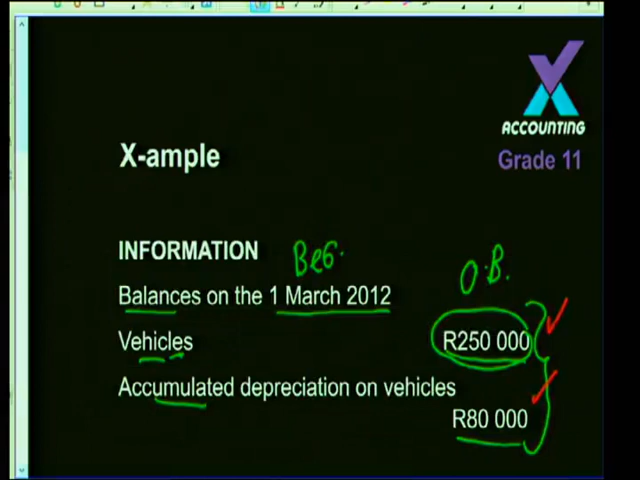 ACCOUNTING
Grade 11
X-ample
INFORMATION
Beg.
O.B.
Balances on the 1 March 2012
Vehicles R250 000
Accumulated depreciation on vehicles
R80 000